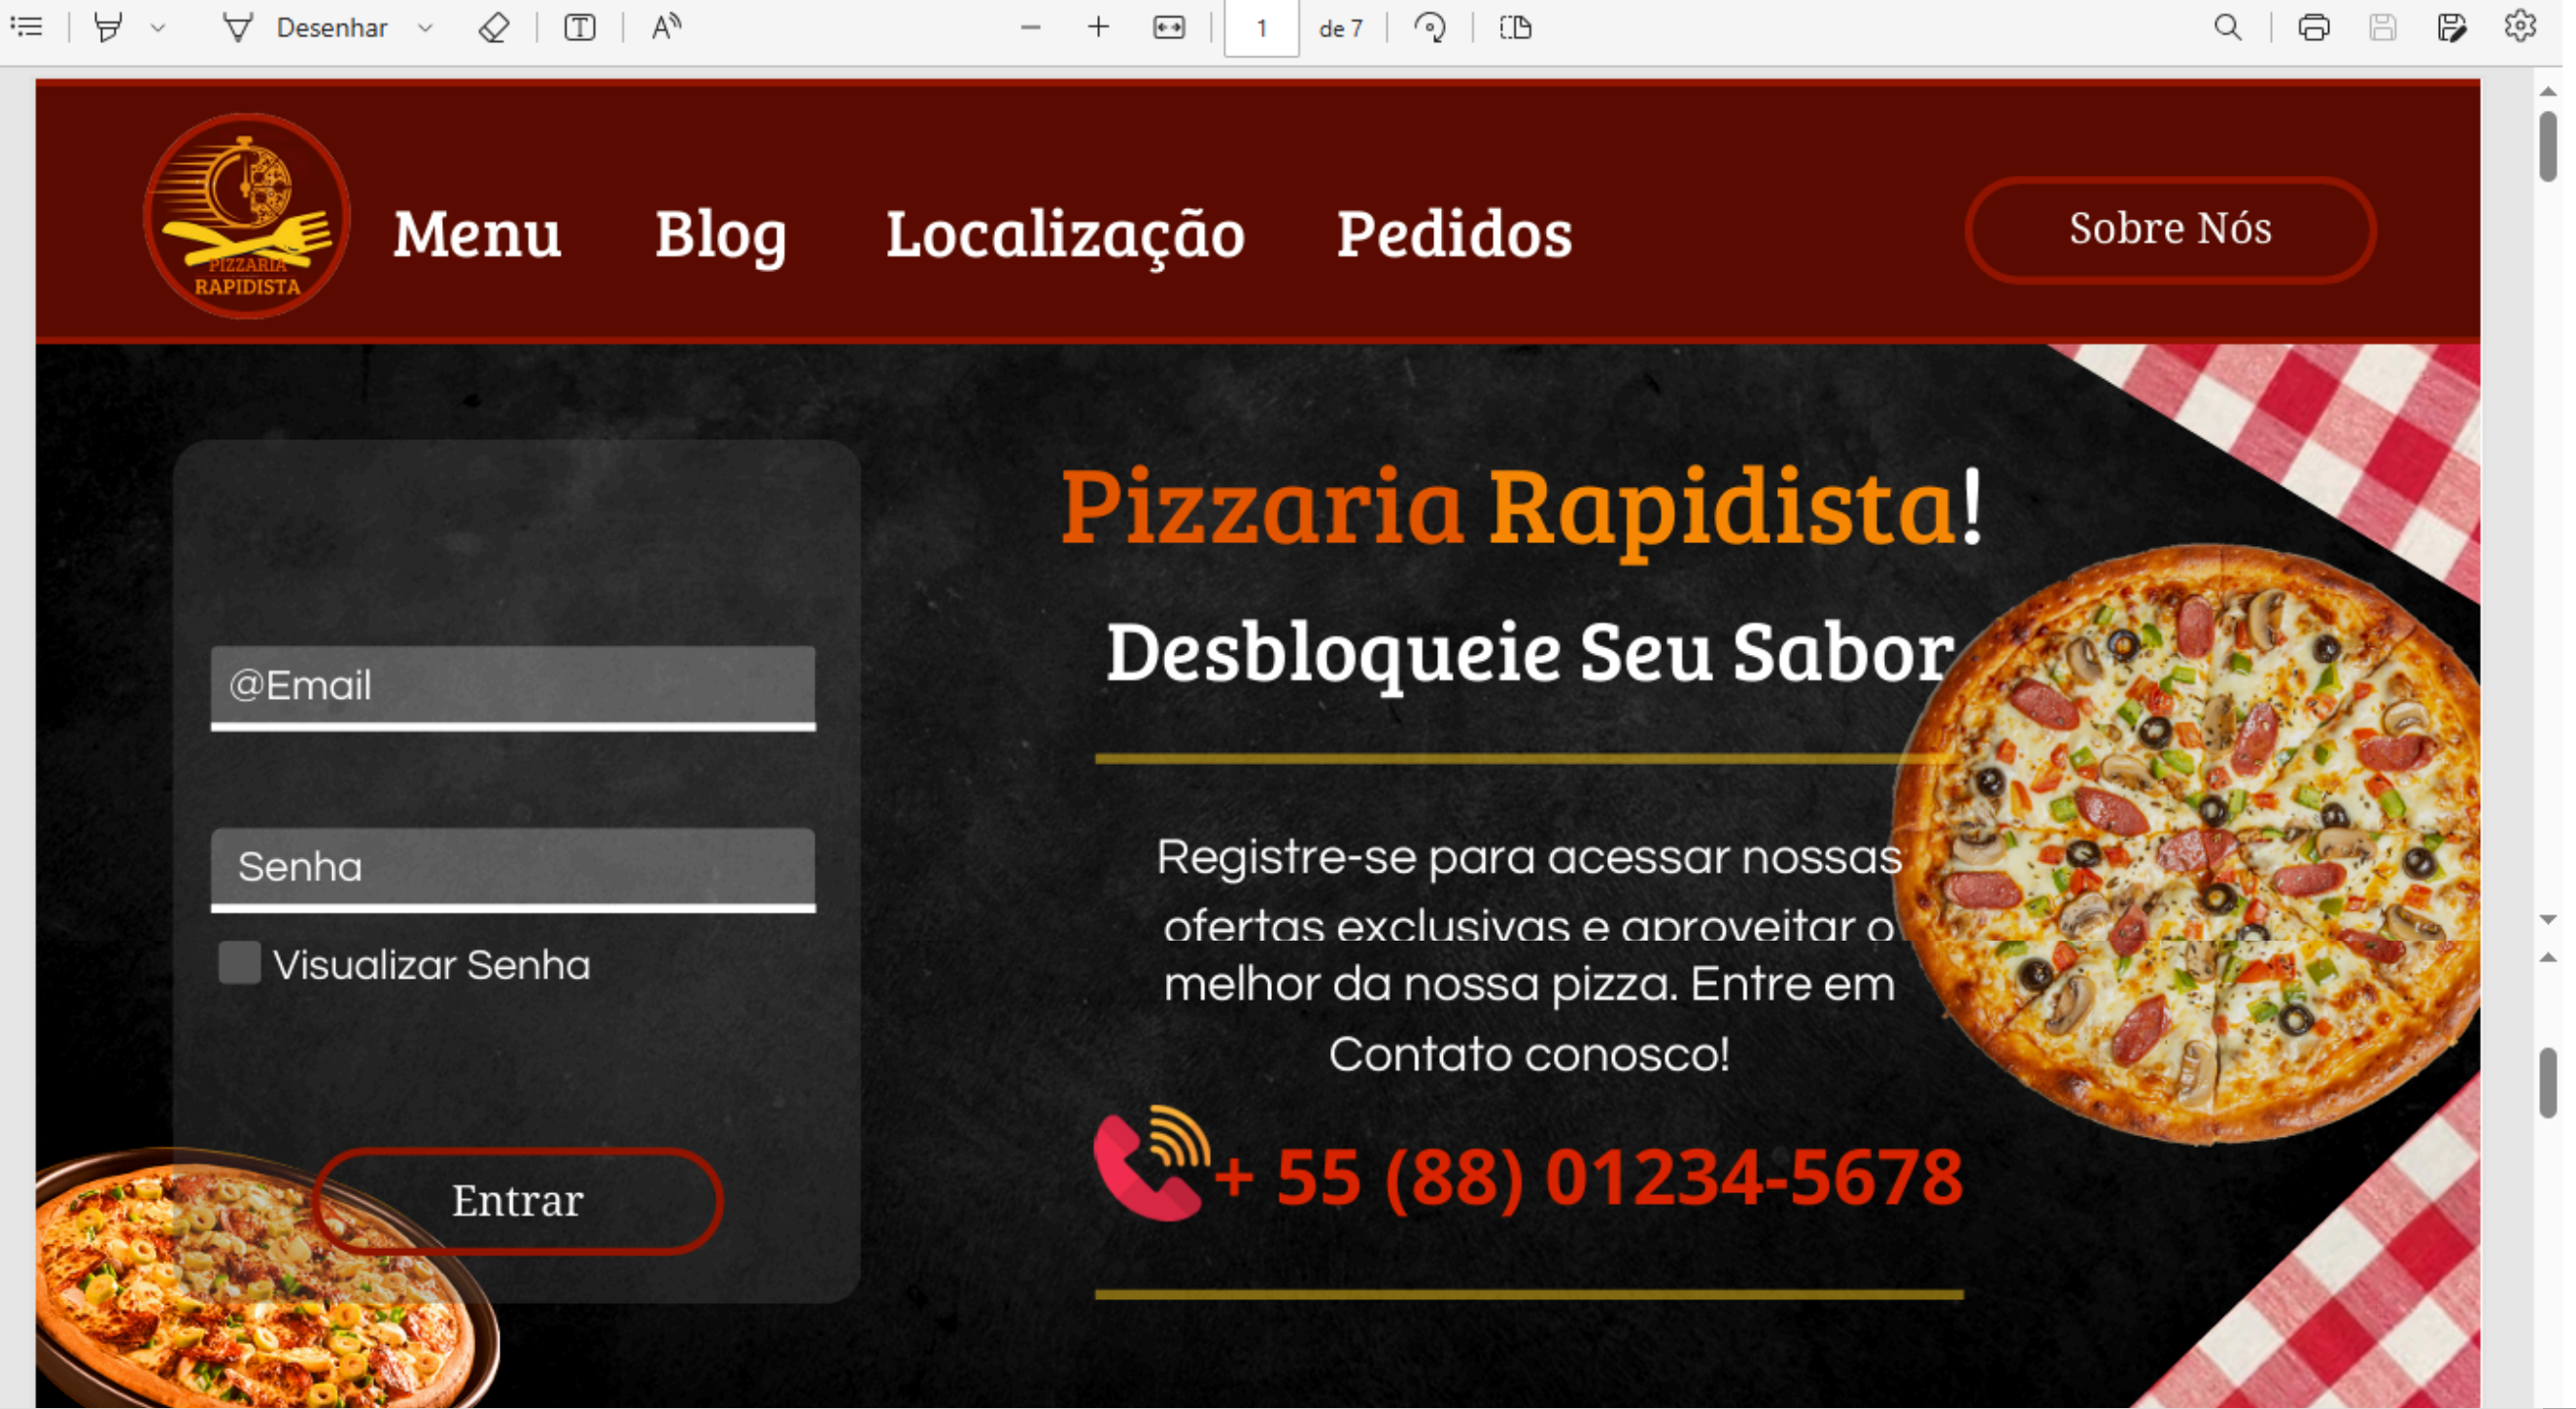 Desenhar
1 de 7
PIZZARIA
RAPIDISTA
Menu Blog Localização Pedidos
Sobre Nós
@Email
Senha
Visualizar Senha
Entrar
Pizzaria Rapidista!
Desbloqueie Seu Sabor
Registre-se para acessar nossas
ofertas exclusivas e aproveitar o
melhor da nossa pizza. Entre em
Contato conosco!
+ 55 (88) 01234-5678